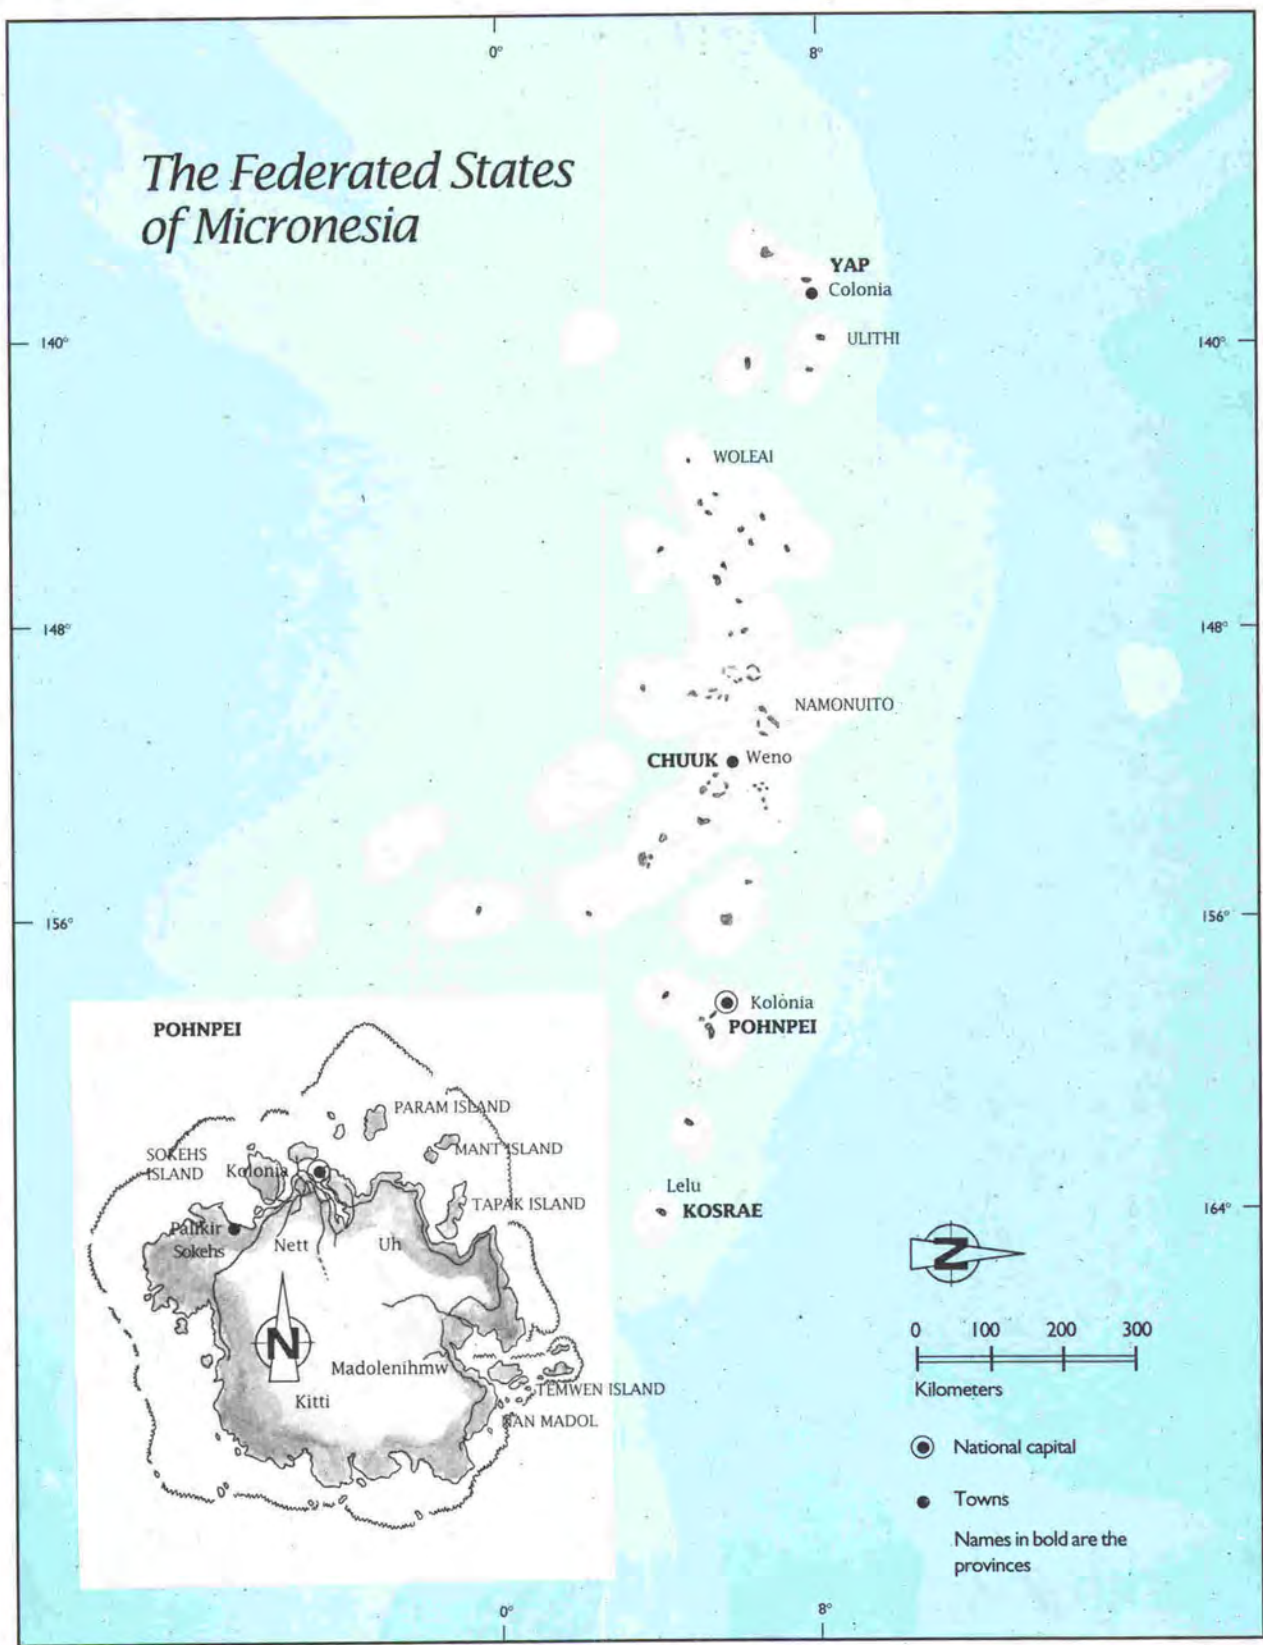 0°
8°
The Federated States
of Micronesia
YAP
Colonia
140°
ULITHI
140°
WOLEAI
148°
148°
NAMONUITO
CHUUK
Weno
156°
156°
Kolonia
POHNPEI
POHNPEI
PARAM ISLAND
SOKEHS
ISLAND
MANT ISLAND
Kolonia
TAPAK ISLAND
Palikir
Sokehs
Nett
Uh
N
Madolenihmw
TEMWEN ISLAND
Kitti
NAN MADOL
Lelu
KOSRAE
164°
N
0 100 200 300
Kilometers
National capital
Towns
Names in bold are the
provinces
0°
8°